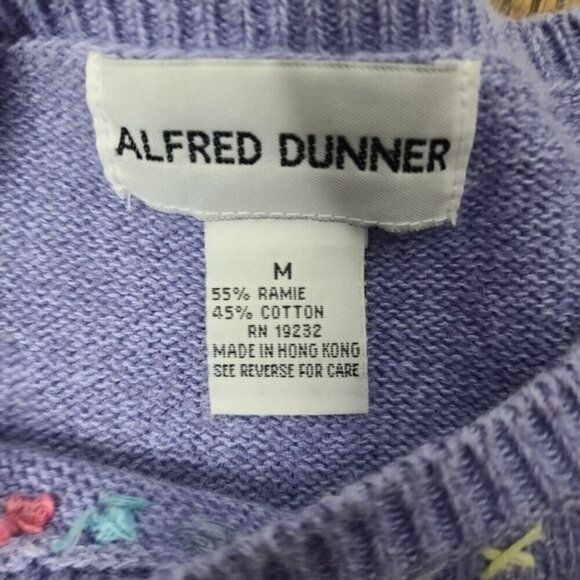 ALFRED DUNNER
M
55% RAMIE
45% COTTON
RN 19232
MADE IN HONG KONG
SEE REVERSE FOR CARE